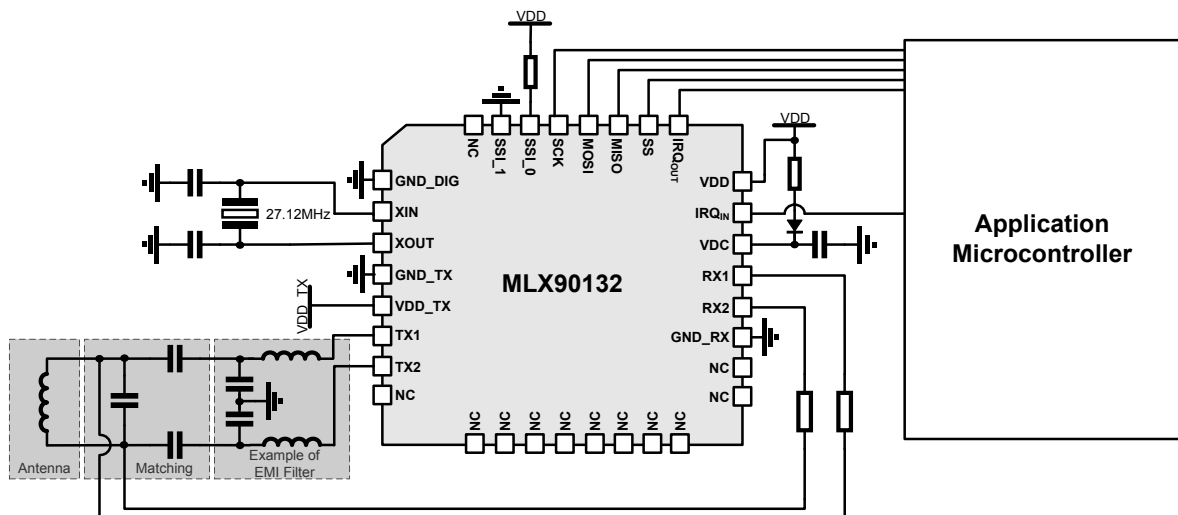 VDD
NC
SSI_1
SSI_0
SCK
MOSI
MISO
SS
IRQOUT
VDD
GND_DIG
XIN
XOUT
GND_TX
VDD_TX
TX1
TX2
NC
27.12MHz
VDD_TX
MLX90132
VDD
IRQIN
VDC
RX1
RX2
GND_RX
NC
NC
NC
NC
NC
NC
NC
NC
NC
Application
Microcontroller
Antenna
Matching
Example of
EMI Filter